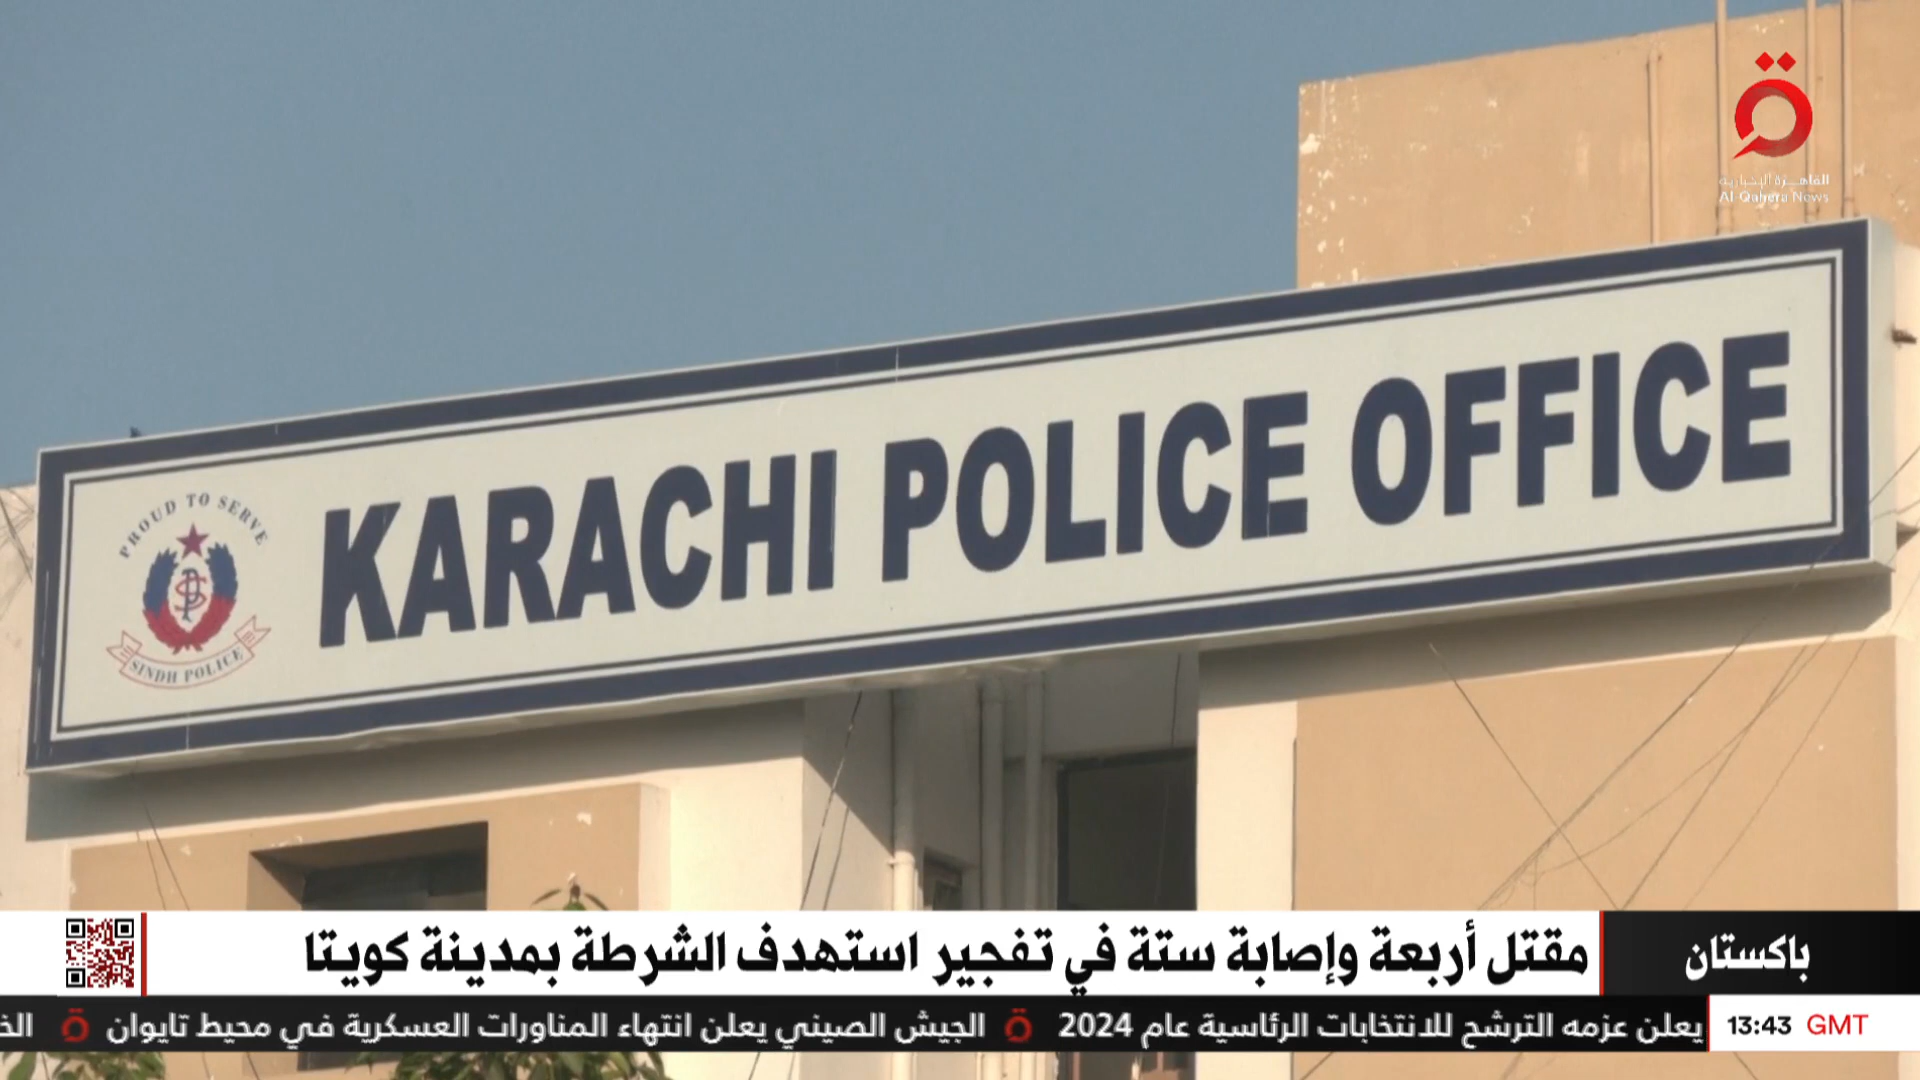 القاهرة الإخبارية
Al Qahera News
PROUD TO SERVE
SINDH POLICE
KARACHI POLICE OFFICE
باكستان
مقتل أربعة وإصابة ستة في تفجير استهدف الشرطة بمدينة كويتا
13:43 GMT
يعلن عزمه الترشح للانتخابات الرئاسية عام 2024 الجيش الصيني يعلن انتهاء المناورات العسكرية في محيط تايوان